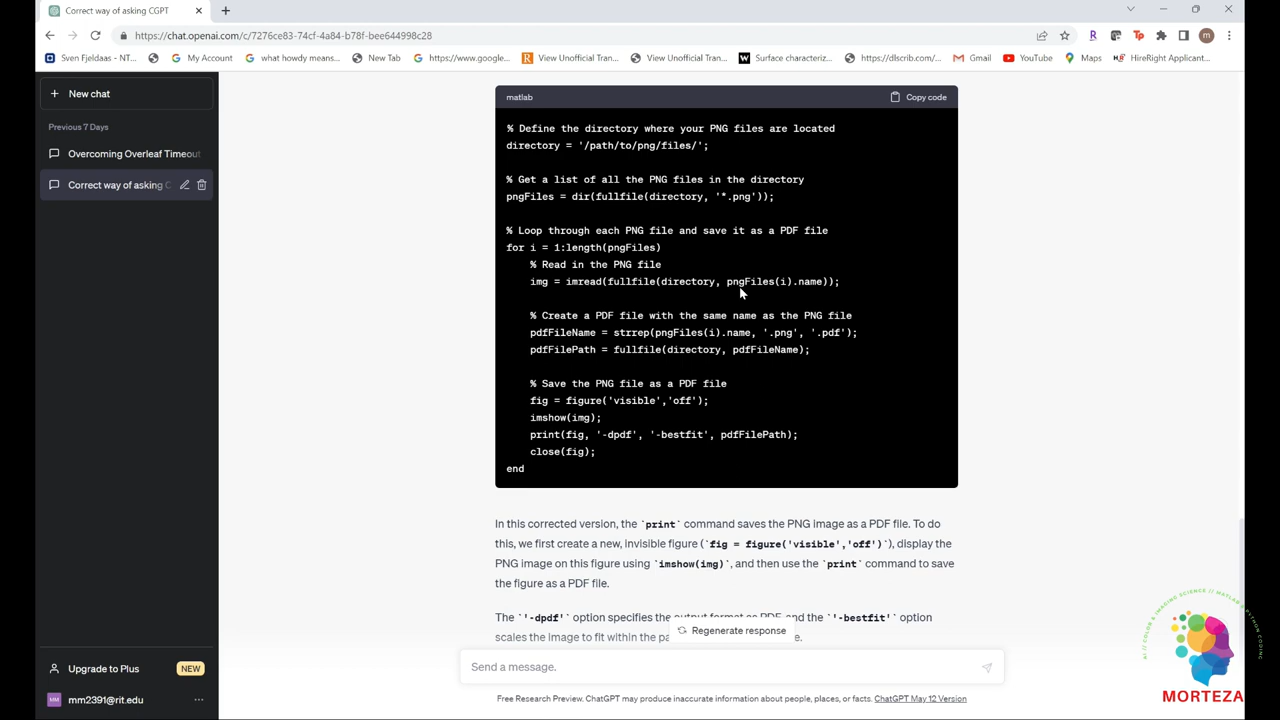 Correct way of asking CGPT
https://chat.openai.com/c/7276ce83-74cf-4a84-b78f-bee644998c28
Sven Fjeldaas - NT...
My Account
what howdy means...
New Tab
https://www.google...
View Unofficial Tran...
View Unofficial Tran...
Surface characteriz...
https://dlscrib.com/...
Gmail
YouTube
Maps
HireRight Applicant...
New chat
Previous 7 Days
Overcoming Overleaf Timeout
Correct way of asking C
matlab
Copy code
% Define the directory where your PNG files are located
directory = '/path/to/png/files/';
% Get a list of all the PNG files in the directory
pngFiles = dir(fullfile(directory, '*.png'));
% Loop through each PNG file and save it as a PDF file
for i = 1:length(pngFiles)
% Read in the PNG file
img = imread(fullfile(directory, pngFiles(i).name));
% Create a PDF file with the same name as the PNG file
pdfFileName = strrep(pngFiles(i).name, '.png', '.pdf');
pdfFilePath = fullfile(directory, pdfFileName);
% Save the PNG file as a PDF file
fig = figure('visible','off');
imshow(img);
print(fig, '-dpdf', '-bestfit', pdfFilePath);
close(fig);
end
In this corrected version, the `print` command saves the PNG image as a PDF file. To do
this, we first create a new, invisible figure (`fig = figure('visible','off')`), display the
PNG image on this figure using `imshow(img)`, and then use the `print` command to save
the figure as a PDF file.
The `'-dpdf'` option specifies the output format as PDF, and the `'-bestfit'` option
scales the image to fit within the
Regenerate response
Send a message.
Free Research Preview. ChatGPT may produce inaccurate information about people, places, or facts. ChatGPT May 12 Version
Upgrade to Plus
NEW
MM
mm2391@rit.edu
MORTEZA